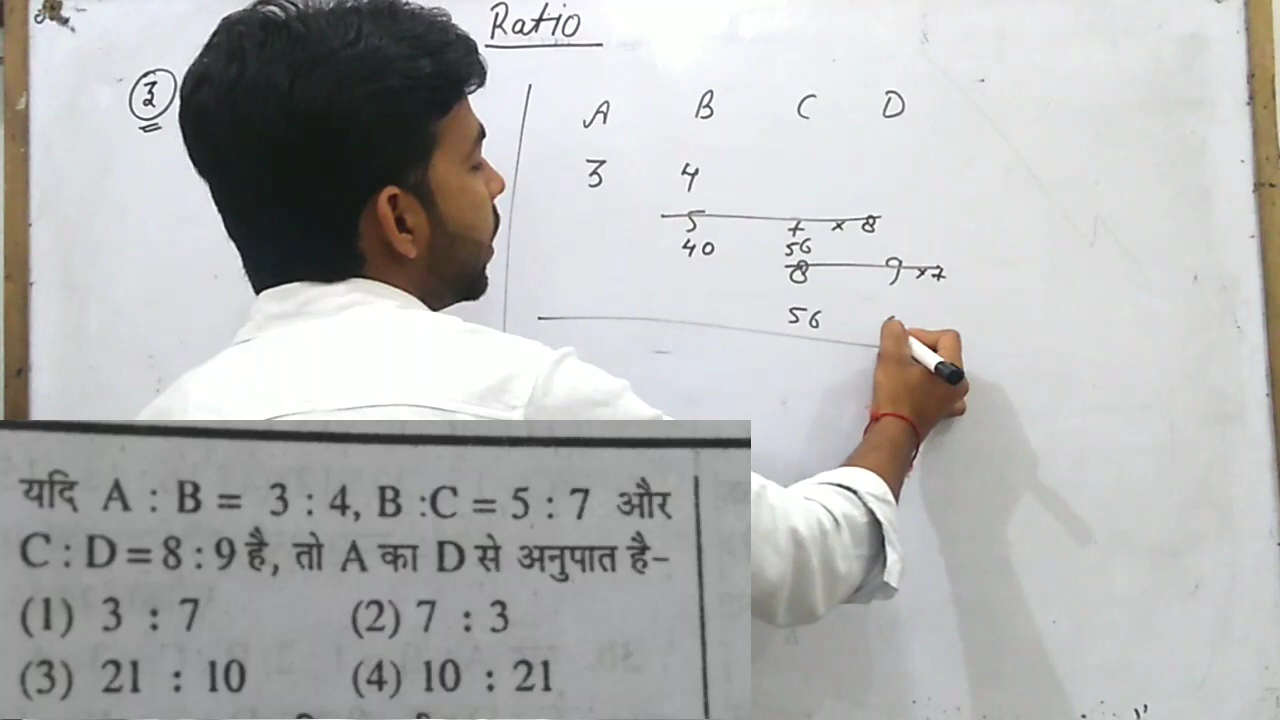 Ratio
3
A B C D
3 4
5 7 × 8
40 56
8 9 × 7
56
यदि A : B = 3 : 4, B :C = 5 : 7 और
C : D = 8 : 9 है, तो A का D से अनुपात है-
(1) 3 : 7 (2) 7 : 3
(3) 21 : 10 (4) 10 : 21